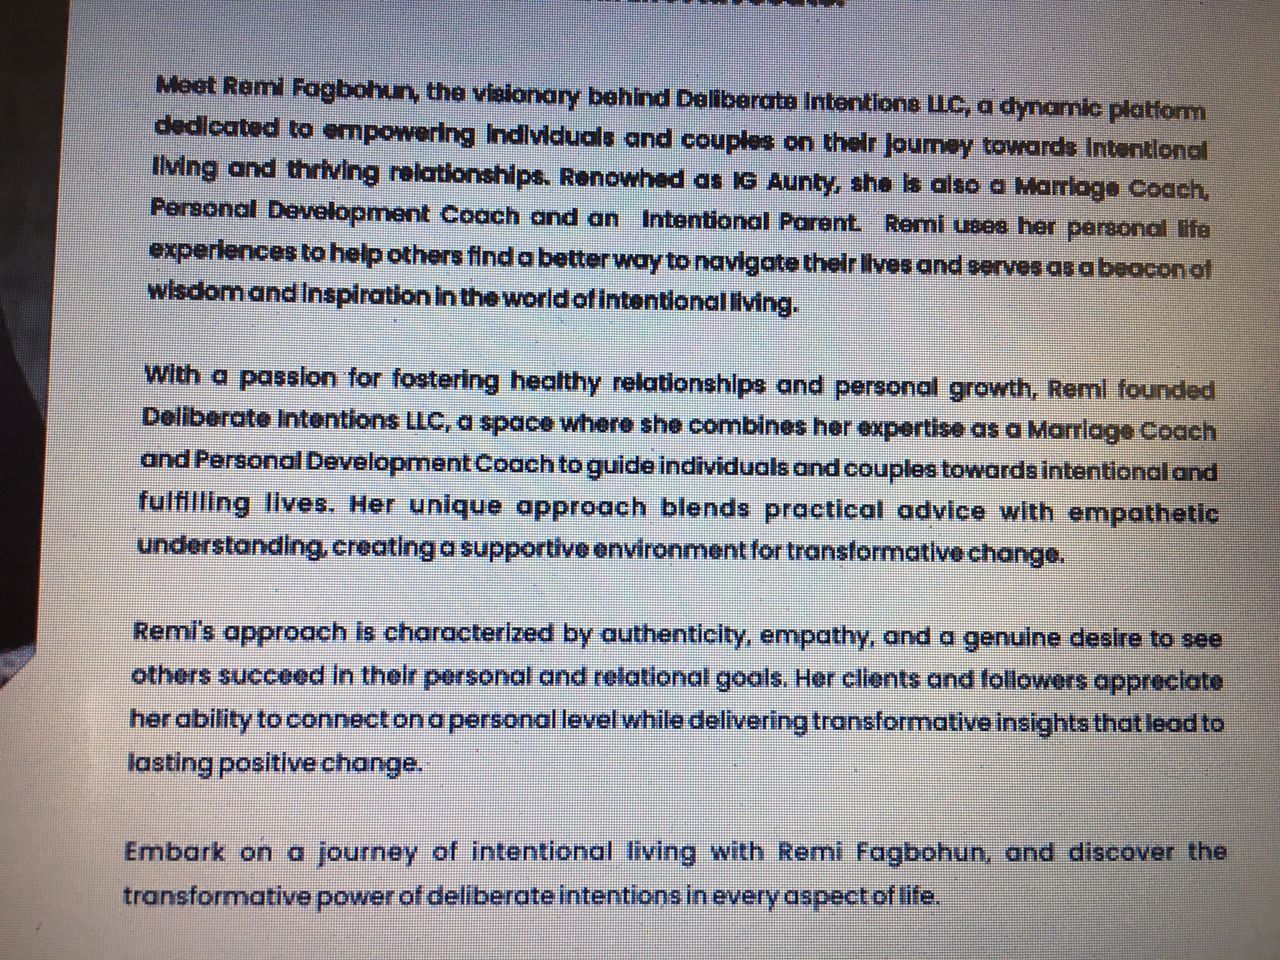 Meet Remi Fagbohun, the visionary behind Deliberate Intentions LLC, a dynamic platform
dedicated to empowering individuals and couples on their journey towards intentional
living and thriving relationships. Renowned as IG Aunty, she is also a Marriage Coach,
Personal Development Coach and an Intentional Parent. Remi uses her personal life
experiences to help others find a better way to navigate their lives and serves as a beacon of
wisdom and inspiration in the world of intentional living.
With a passion for fostering healthy relationships and personal growth, Remi founded
Deliberate Intentions LLC, a space where she combines her expertise as a Marriage Coach
and Personal Development Coach to guide individuals and couples towards intentional and
fulfilling lives. Her unique approach blends practical advice with empathetic
understanding, creating a supportive environment for transformative change.
Remi's approach is characterized by authenticity, empathy, and a genuine desire to see
others succeed in their personal and relational goals. Her clients and followers appreciate
her ability to connect on a personal level while delivering transformative insights that lead to
lasting positive change.
Embark on a journey of intentional living with Remi Fagbohun, and discover the
transformative power of deliberate intentions in every aspect of life.